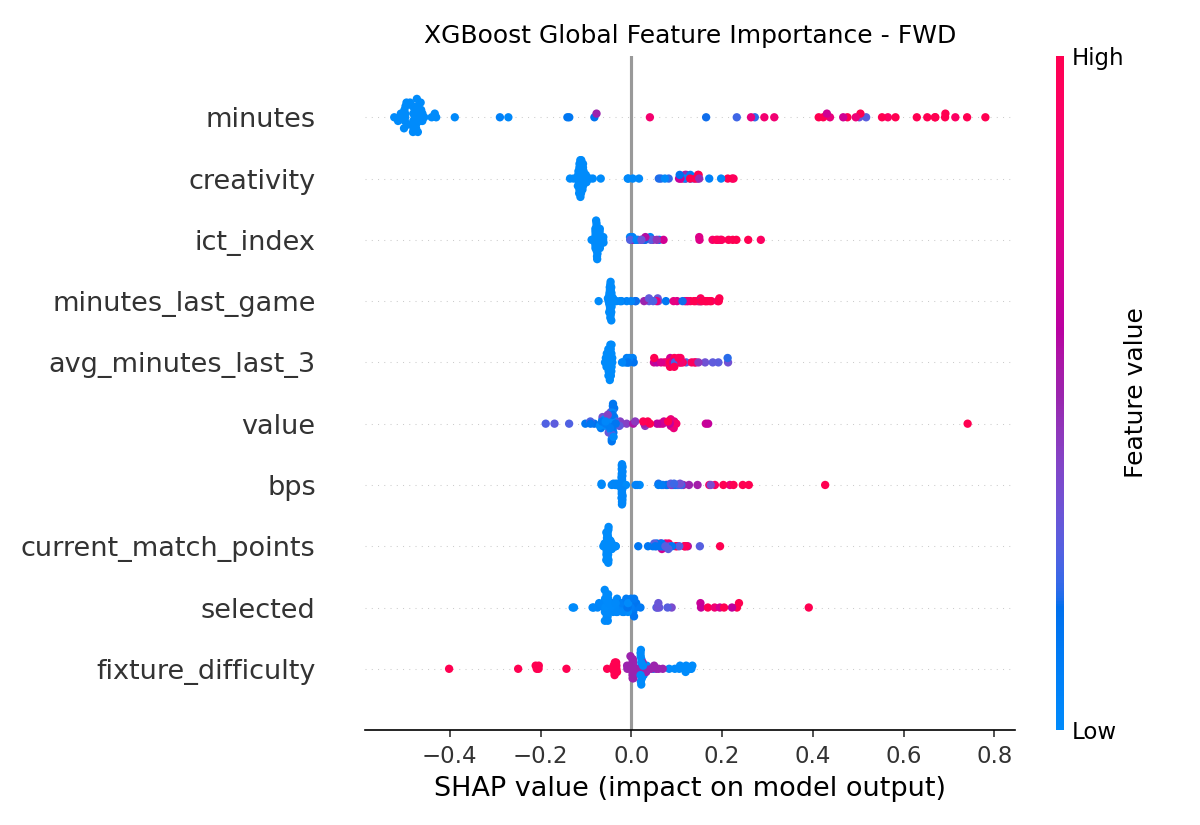 XGBoost Global Feature Importance - FWD
High
minutes
creativity
ict_index
minutes_last_game
avg_minutes_last_3
value
bps
current_match_points
selected
fixture_difficulty
Feature value
Low
−0.4 −0.2 0.0 0.2 0.4 0.6 0.8
SHAP value (impact on model output)